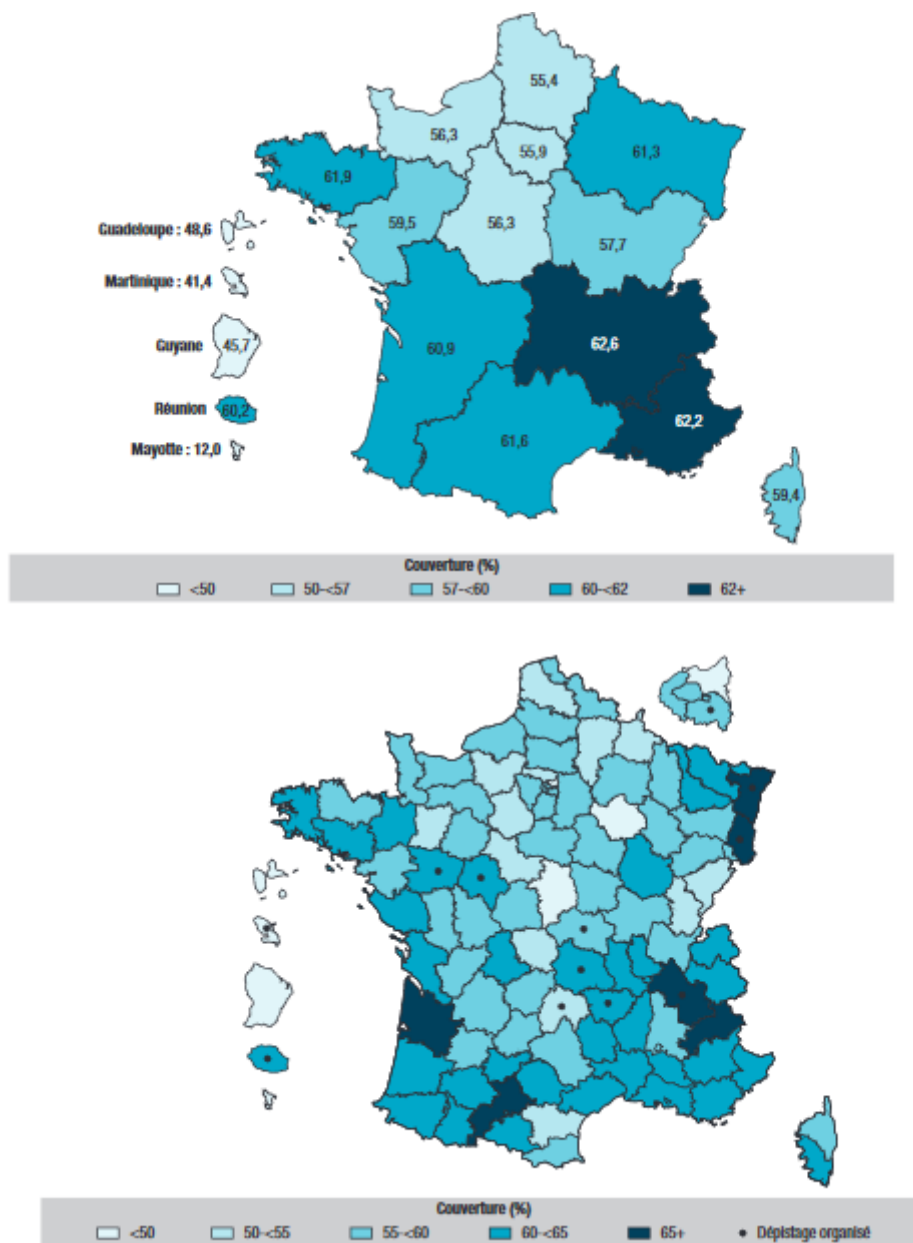 55,4
56,3
55,9
61,3
61,9
59,5
56,3
57,7
Guadeloupe : 48,6
Martinique : 41,4
Guyane
45,7
60,9
62,6
Réunion
60,2
62,2
61,6
Mayotte : 12,0
59,4
Couverture (%)
<50 50-<57 57-<60 60-<62 62+
Couverture (%)
<50 50-<55 55-<60 60-<65 65+ • Dépistage organisé